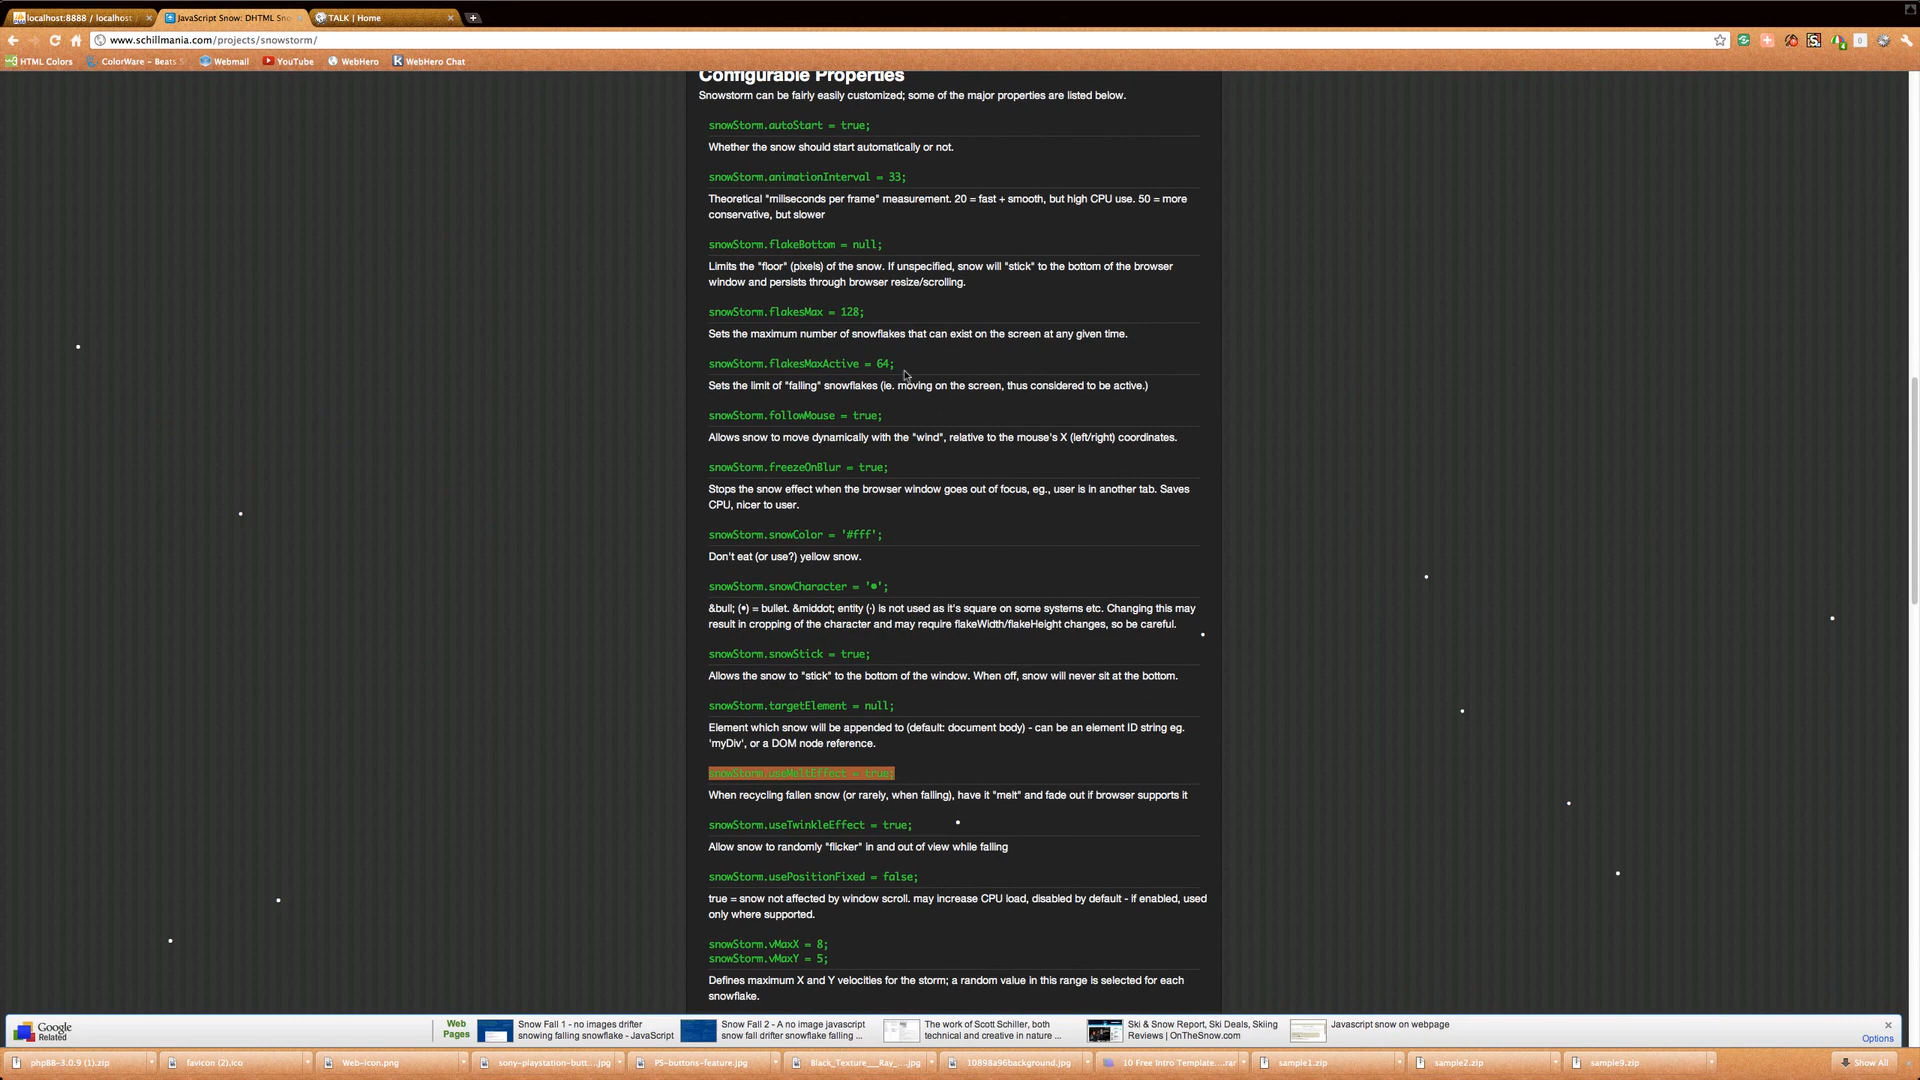 localhost:8888 / localhost
JavaScript Snow: DHTML Sno
TALK | Home
www.schillmania.com/projects/snowstorm/
HTML Colors
ColorWare - Beats S
Webmail
YouTube
WebHero
WebHero Chat
Configurable Properties
Snowstorm can be fairly easily customized; some of the major properties are listed below.
snowStorm.autoStart = true;
Whether the snow should start automatically or not.
snowStorm.animationInterval = 33;
Theoretical "miliseconds per frame" measurement. 20 = fast + smooth, but high CPU use. 50 = more
conservative, but slower
snowStorm.flakeBottom = null;
Limits the "floor" (pixels) of the snow. If unspecified, snow will "stick" to the bottom of the browser
window and persists through browser resize/scrolling.
snowStorm.flakesMax = 128;
Sets the maximum number of snowflakes that can exist on the screen at any given time.
snowStorm.flakesMaxActive = 64;
Sets the limit of "falling" snowflakes (ie. moving on the screen, thus considered to be active.)
snowStorm.followMouse = true;
Allows snow to move dynamically with the "wind", relative to the mouse's X (left/right) coordinates.
snowStorm.freezeOnBlur = true;
Stops the snow effect when the browser window goes out of focus, eg., user is in another tab. Saves
CPU, nicer to user.
snowStorm.snowColor = '#fff';
Don't eat (or use?) yellow snow.
snowStorm.snowCharacter = '•';
&bull; (•) = bullet. &middot; entity (·) is not used as it's square on some systems etc. Changing this may
result in cropping of the character and may require flakeWidth/flakeHeight changes, so be careful.
snowStorm.snowStick = true;
Allows the snow to "stick" to the bottom of the window. When off, snow will never sit at the bottom.
snowStorm.targetElement = null;
Element which snow will be appended to (default: document body) - can be an element ID string eg.
'myDiv', or a DOM node reference.
snowStorm.useMeltEffect = true;
When recycling fallen snow (or rarely, when falling), have it "melt" and fade out if browser supports it
snowStorm.useTwinkleEffect = true;
Allow snow to randomly "flicker" in and out of view while falling
snowStorm.usePositionFixed = false;
true = snow not affected by window scroll. may increase CPU load, disabled by default - if enabled, used
only where supported.
snowStorm.vMaxX = 8;
snowStorm.vMaxY = 5;
Defines maximum X and Y velocities for the storm; a random value in this range is selected for each
snowflake.
Google
Related
Web
Pages
Snow Fall 1 - no images drifter
snowing falling snowflake - JavaScript
Snow Fall 2 - A no image javascript
snow fall drifter snowflake falling ...
The work of Scott Schiller, both
technical and creative in nature ...
Ski & Snow Report, Ski Deals, Skiing
Reviews | OnTheSnow.com
Javascript snow on webpage
Options
php88-3.0.9 (1).zip
favicon (2).ico
Web-icon.png
sony-playstation-butt....jpg
PS-buttons-feature.jpg
Black_Texture__Ray_...jpg
10898a96background.jpg
10 Free Intro Template....rar
sample1.zip
sample2.zip
sample9.zip
Show All